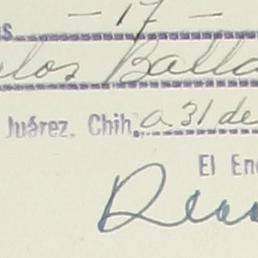 - 17 -
los Balla
Juárez, Chih., a 31 de
El En